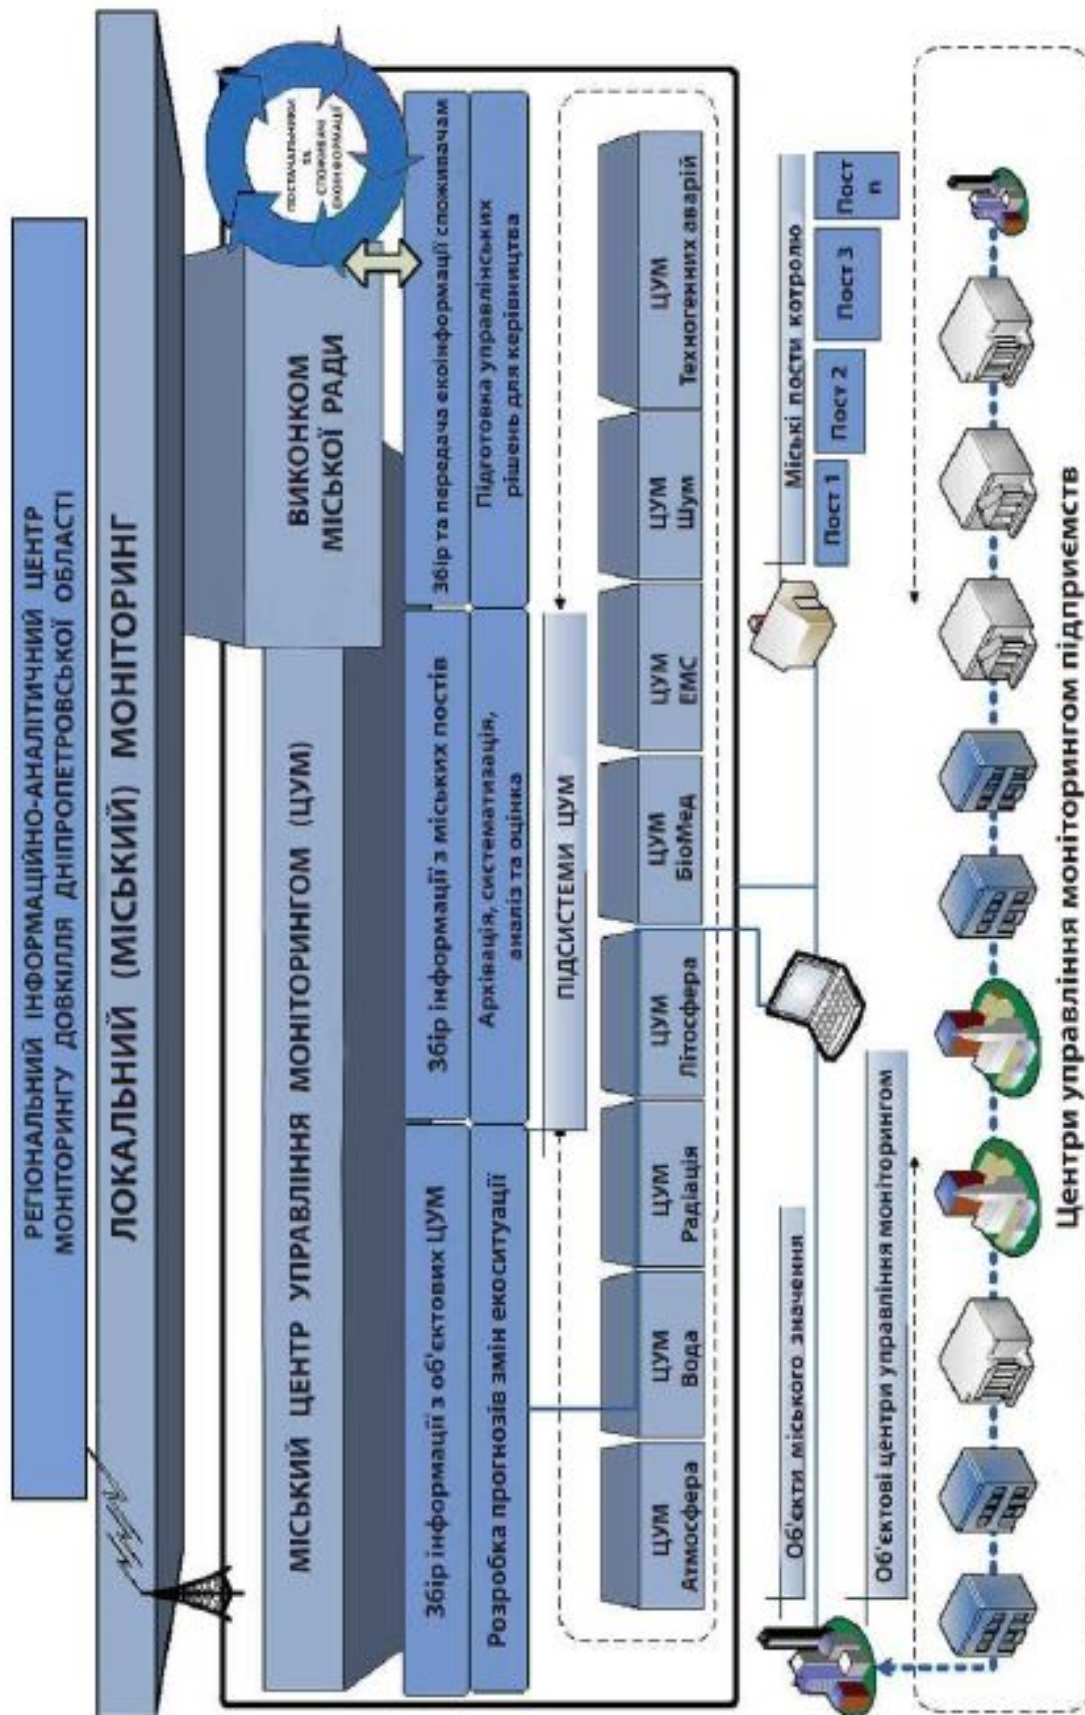 РЕГІОНАЛЬНИЙ ІНФОРМАЦІЙНО-АНАЛІТИЧНИЙ ЦЕНТР
МОНІТОРИНГУ ДОВКІЛЛЯ ДНІПРОПЕТРОВСЬКОЇ ОБЛАСТІ
ЛОКАЛЬНИЙ (МІСЬКИЙ) МОНІТОРИНГ
ВИКОНКОМ
МІСЬКОЇ РАДИ
ПОСТАЧАЛЬНИКИ
ТА
СПОЖИВАЧІ
ЕКОІНФОРМАЦІЇ
МІСЬКИЙ ЦЕНТР УПРАВЛІННЯ МОНІТОРИНГОМ (ЦУМ)
Збір інформації з об'єктових ЦУМ
Збір інформації з міських постів
Збір та передача екоінформації споживачам
Розробка прогнозів змін екоситуації
Архівація, систематизація,
аналіз та оцінка
Підготовка управлінських
рішень для керівництва
ПІДСИСТЕМИ ЦУМ
ЦУМ
Атмосфера
ЦУМ
Вода
ЦУМ
Радіація
ЦУМ
Літосфера
ЦУМ
БіоМед
ЦУМ
ЕМС
ЦУМ
Шум
ЦУМ
Техногенних аварій
Об'єкти міського значення
Міські пости котролю
Пост 1
Пост 2
Пост 3
Пост
n
Об'єктові центри управління моніторингом
Центри управління моніторингом підприємств